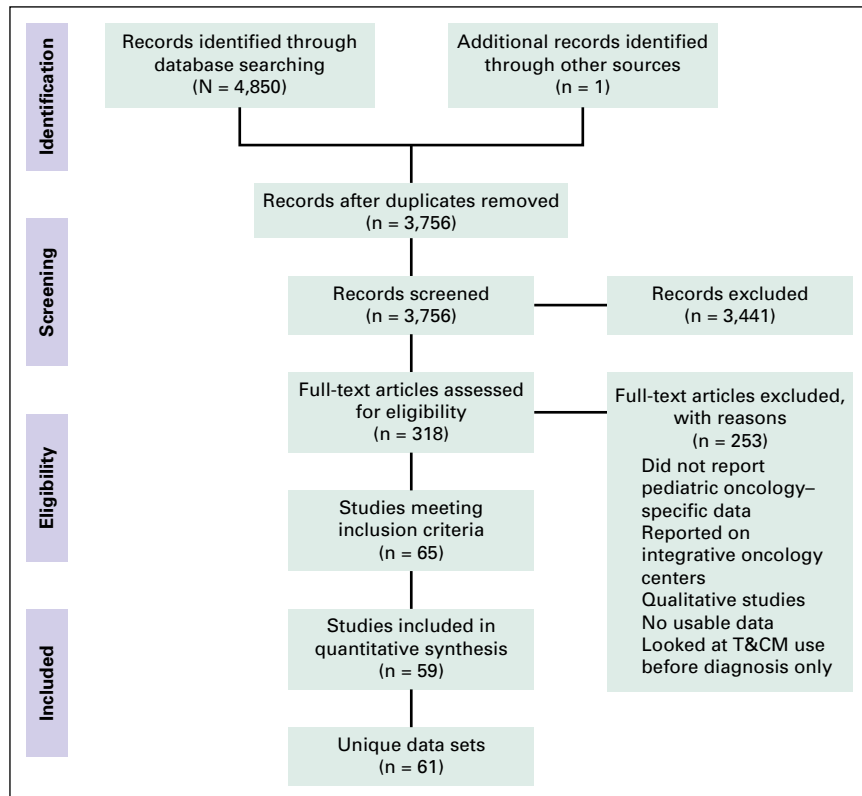 Identification
Records identified through
database searching
(N = 4,850)
Additional records identified
through other sources
(n = 1)
Records after duplicates removed
(n = 3,756)
Screening
Records screened
(n = 3,756)
Records excluded
(n = 3,441)
Eligibility
Full-text articles assessed
for eligibility
(n = 318)
Full-text articles excluded,
with reasons
(n = 253)
Did not report
pediatric oncology–
specific data
Reported on
integrative oncology
centers
Qualitative studies
No usable data
Looked at T&CM use
before diagnosis only
Studies meeting
inclusion criteria
(n = 65)
Included
Studies included in
quantitative synthesis
(n = 59)
Unique data sets
(n = 61)